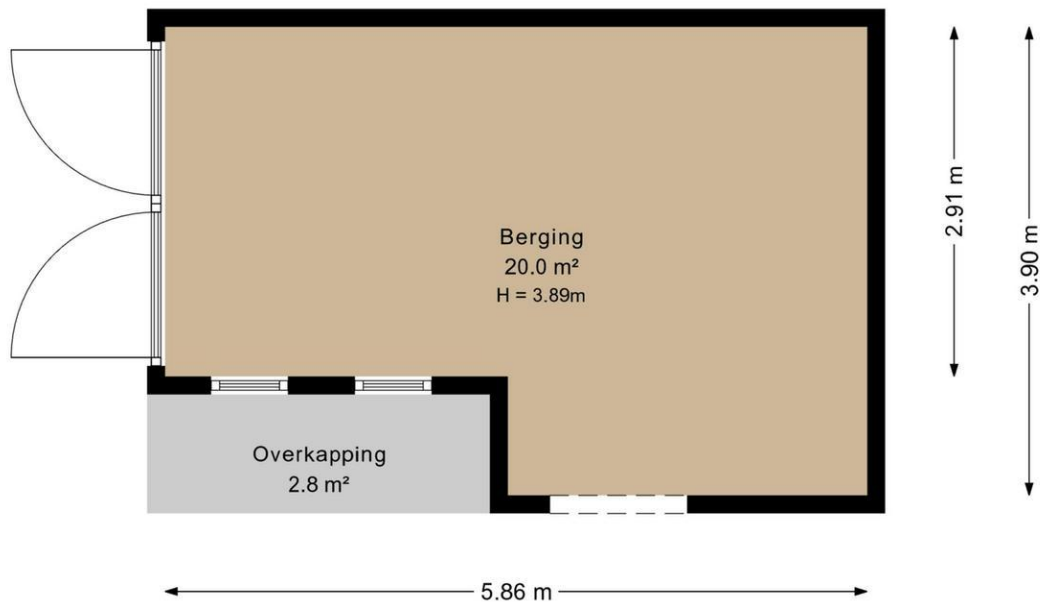 Berging
20.0 m²
H = 3.89m
2.91 m
3.90 m
Overkapping
2.8 m²
5.86 m